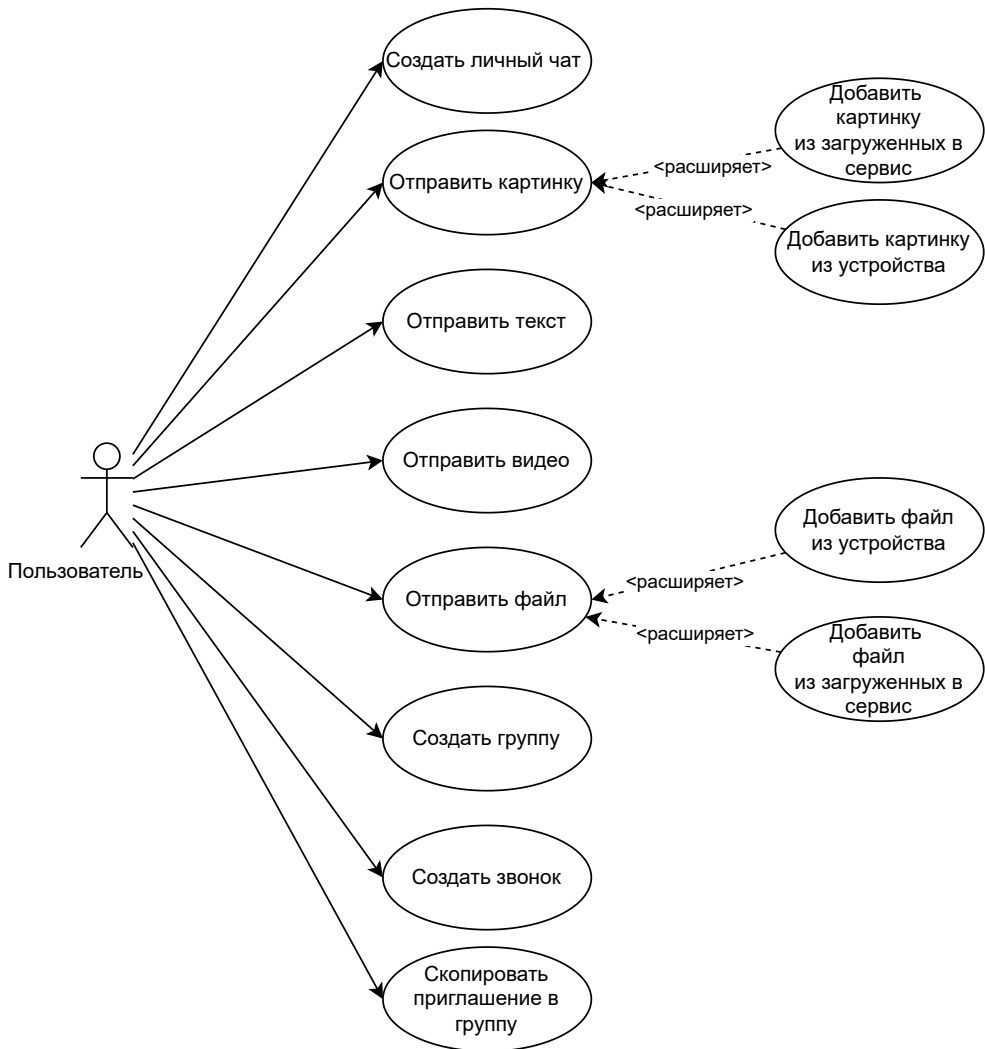 Создать личный чат
Добавить
картинку
из загруженных в
сервис
<расширяет>
Отправить картинку
<расширяет>
Добавить картинку
из устройства
Отправить текст
Отправить видео
Пользователь
Добавить файл
из устройства
<расширяет>
Отправить файл
<расширяет>
Добавить
файл
из загруженных в
сервис
Создать группу
Создать звонок
Скопировать
приглашение в
группу